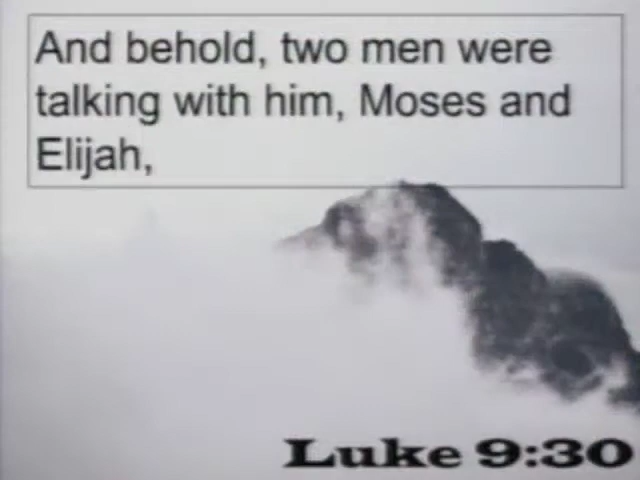 And behold, two men were
talking with him, Moses and
Elijah,
Luke 9:30